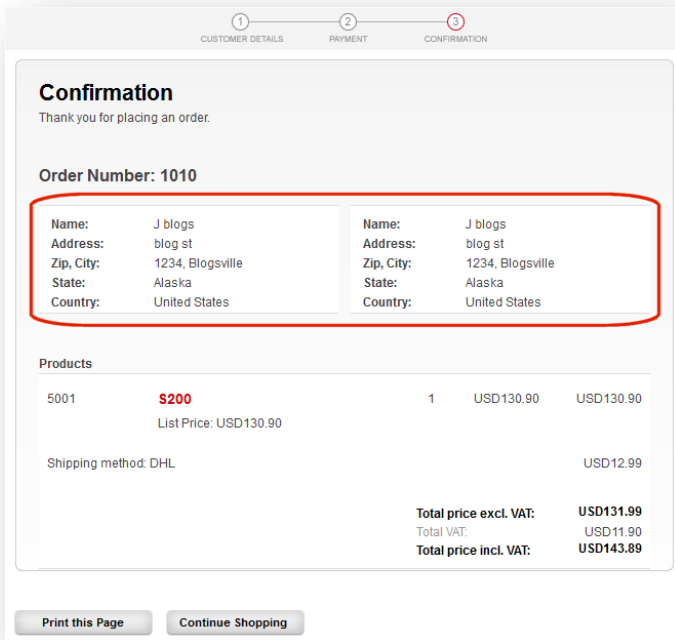 1 2 3
CUSTOMER DETAILS PAYMENT CONFIRMATION
Confirmation
Thank you for placing an order.
Order Number: 1010
Name: J blogs Name: J blogs
Address: blog st Address: blog st
Zip, City: 1234, Blogsville Zip, City: 1234, Blogsville
State: Alaska State: Alaska
Country: United States Country: United States
Products
5001 S200 1 USD130.90 USD130.90
List Price: USD130.90
Shipping method: DHL USD12.99
Total price excl. VAT: USD131.99
Total VAT: USD11.90
Total price incl. VAT: USD143.89
Print this Page Continue Shopping